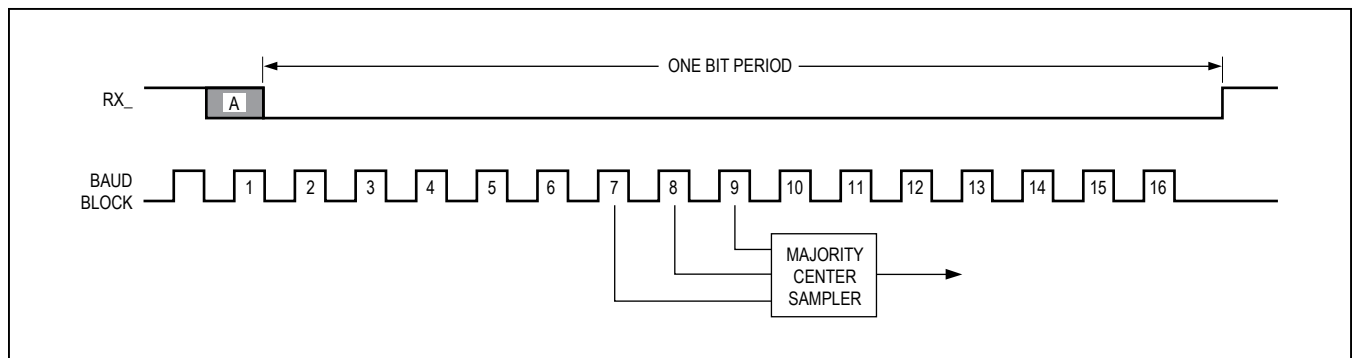 ONE BIT PERIOD
RX_
A
BAUD
BLOCK
1 2 3 4 5 6 7 8 9 10 11 12 13 14 15 16
MAJORITY
CENTER
SAMPLER